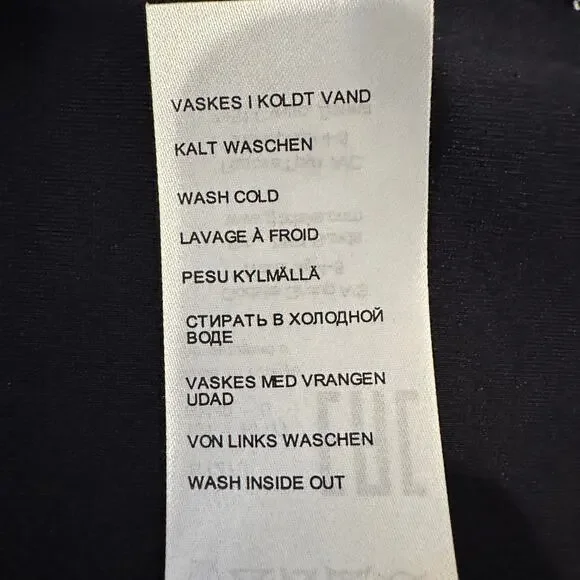 VASKES I KOLDT VAND
KALT WASCHEN
WASH COLD
LAVAGE À FROID
PESU KYLMÄLLÄ
СТИРАТЬ В ХОЛОДНОЙ
ВОДЕ
VASKES MED VRANGEN
UDAD
VON LINKS WASCHEN
WASH INSIDE OUT